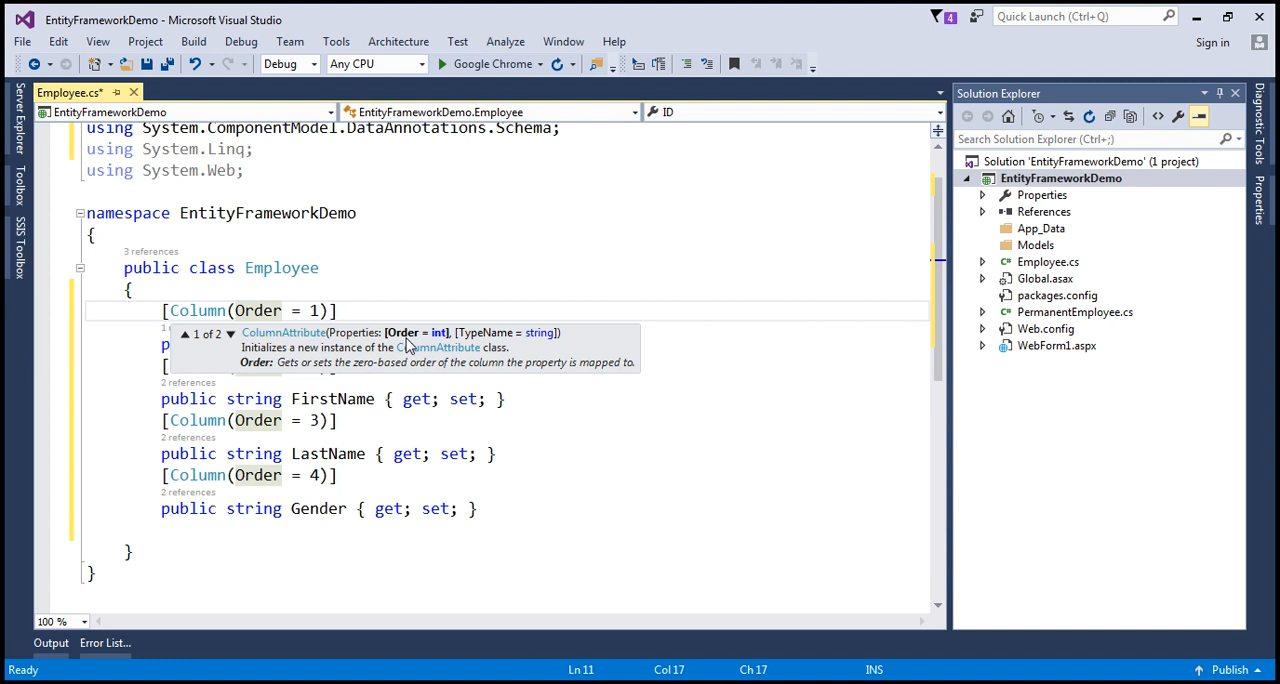 EntityFrameworkDemo - Microsoft Visual Studio
4
Quick Launch (Ctrl+Q)
File Edit View Project Build Debug Team Tools Architecture Test Analyze Window Help
Sign in
Debug Any CPU Google Chrome
Server Explorer
Toolbox
SSIS Toolbox
Employee.cs*
EntityFrameworkDemo EntityFrameworkDemo.Employee ID
using System.ComponentModel.DataAnnotations.Schema;
using System.Linq;
using System.Web;
namespace EntityFrameworkDemo
{
3 references
public class Employee
{
[Column(Order = 1)]
1 of 2 ColumnAttribute(Properties: [Order = int], [TypeName = string])
Initializes a new instance of the ColumnAttribute class.
Order: Gets or sets the zero-based order of the column the property is mapped to.
2 references
public string FirstName { get; set; }
[Column(Order = 3)]
2 references
public string LastName { get; set; }
[Column(Order = 4)]
2 references
public string Gender { get; set; }
}
}
100 %
Output Error List...
Solution Explorer
Search Solution Explorer (Ctrl+;)
Solution 'EntityFrameworkDemo' (1 project)
EntityFrameworkDemo
Properties
References
App_Data
Models
C# Employee.cs
Global.asax
packages.config
C# PermanentEmployee.cs
Web.config
WebForm1.aspx
Diagnostic Tools
Properties
Ready Ln 11 Col 17 Ch 17 INS Publish